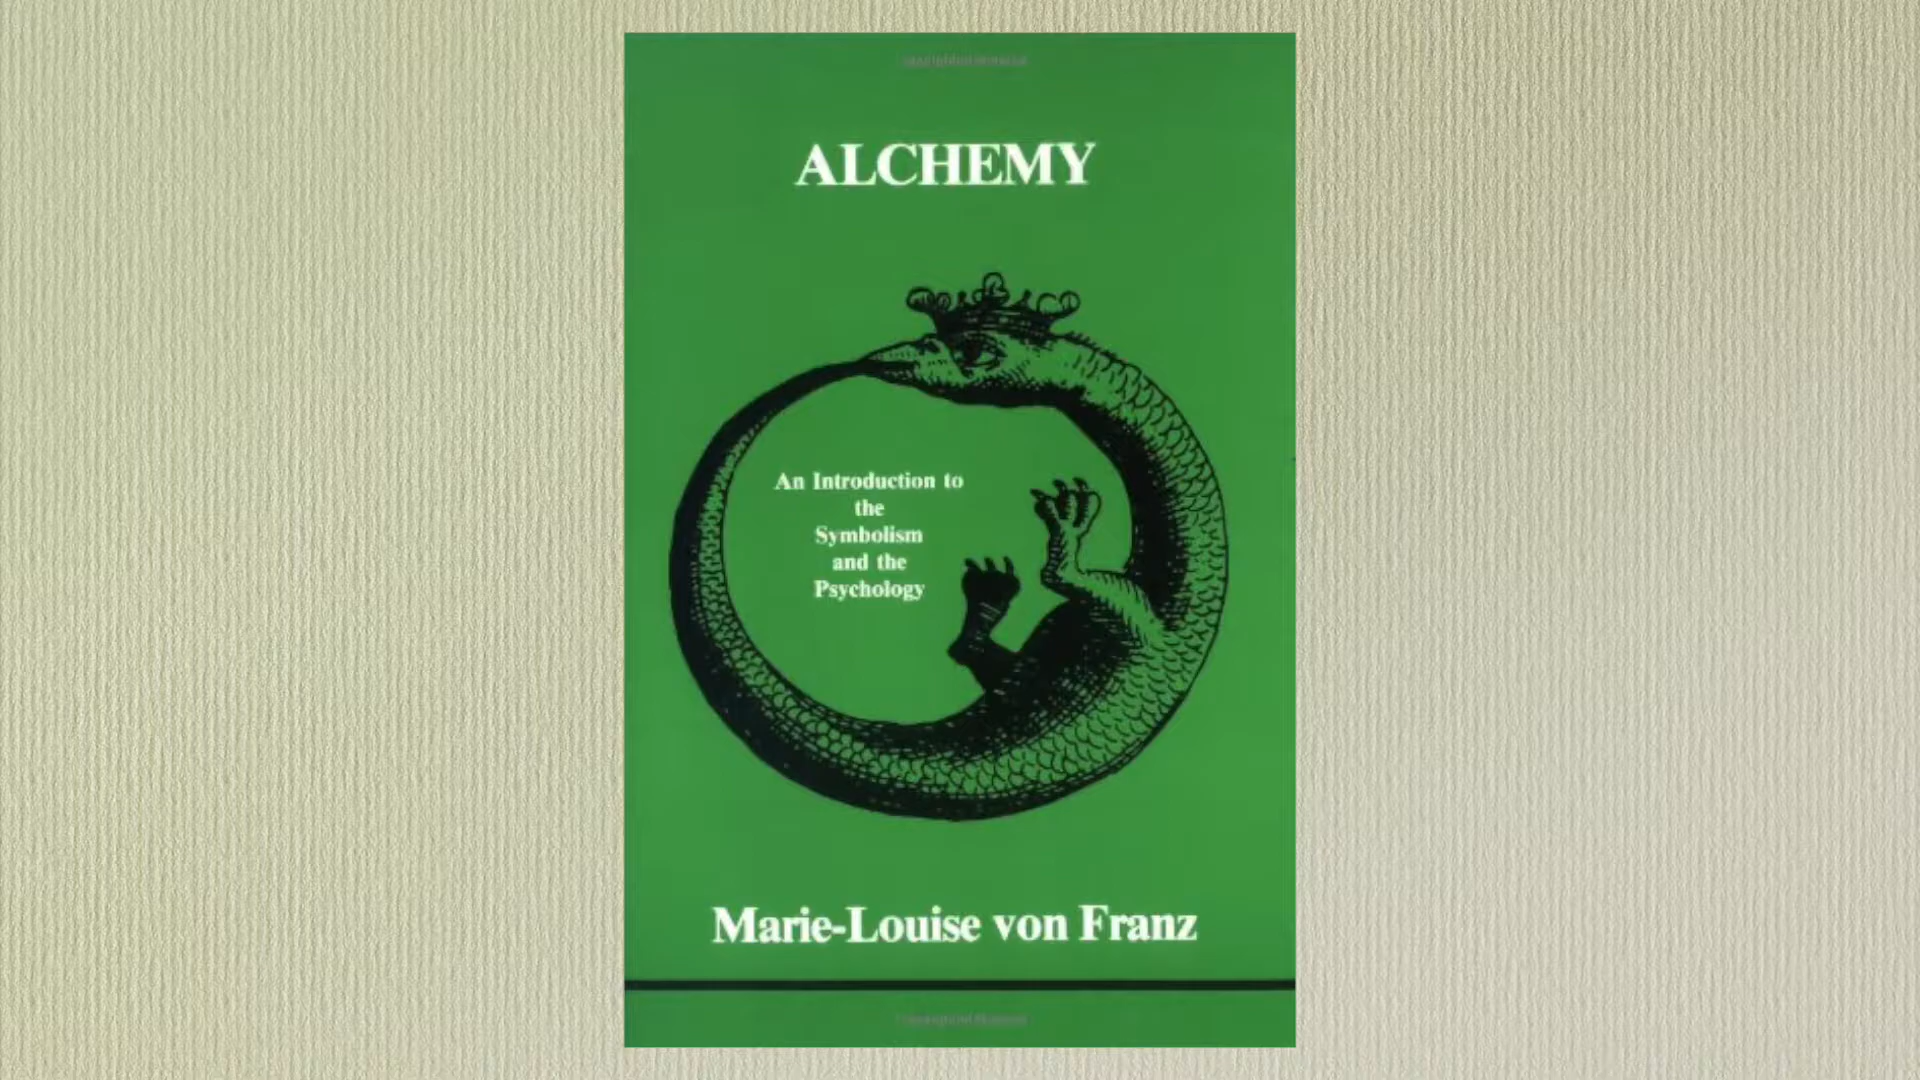 ALCHEMY
An Introduction to
the
Symbolism
and the
Psychology
Marie-Louise von Franz